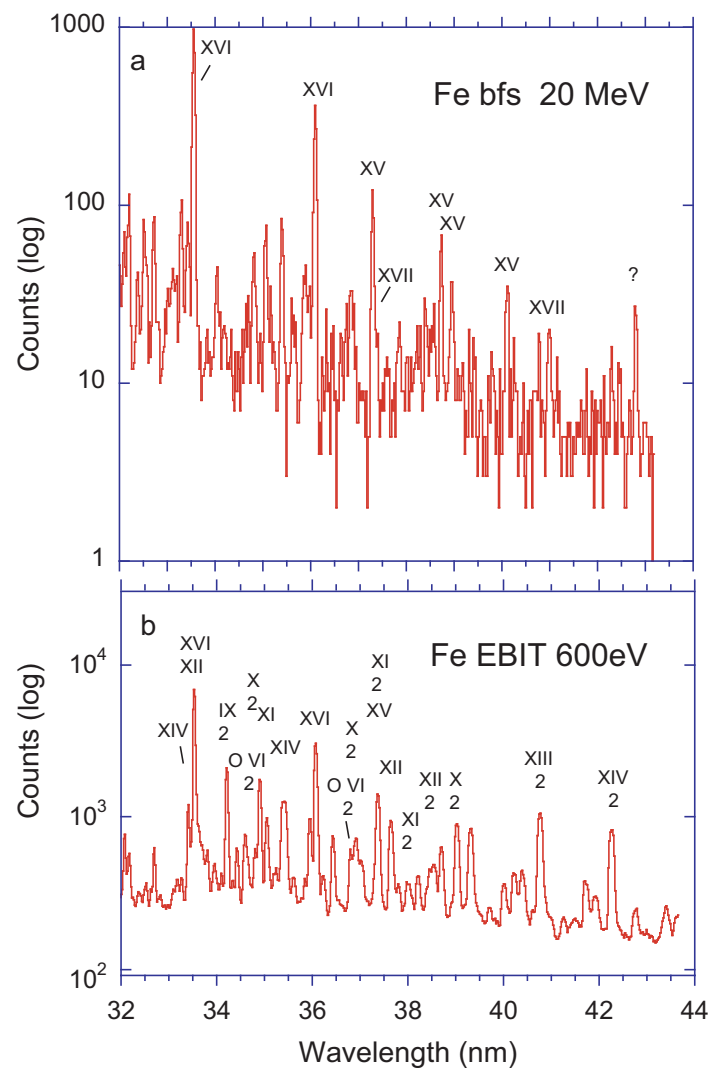 1000
a
XVI
Fe bfs 20 MeV
XVI
XV
XV
XV
100
XVII
XV
XVII
?
Counts (log)
10
1
b
Fe EBIT 600eV
XVI
XII
XIV
IX
2
X
2
XI
O VI
2
XIV
XVI
O VI
2
X
2
XI
2
XV
XII
XI
2
XII
2
X
2
XIII
2
XIV
2
10⁴
Counts (log)
10³
10²
32 34 36 38 40 42 44
Wavelength (nm)